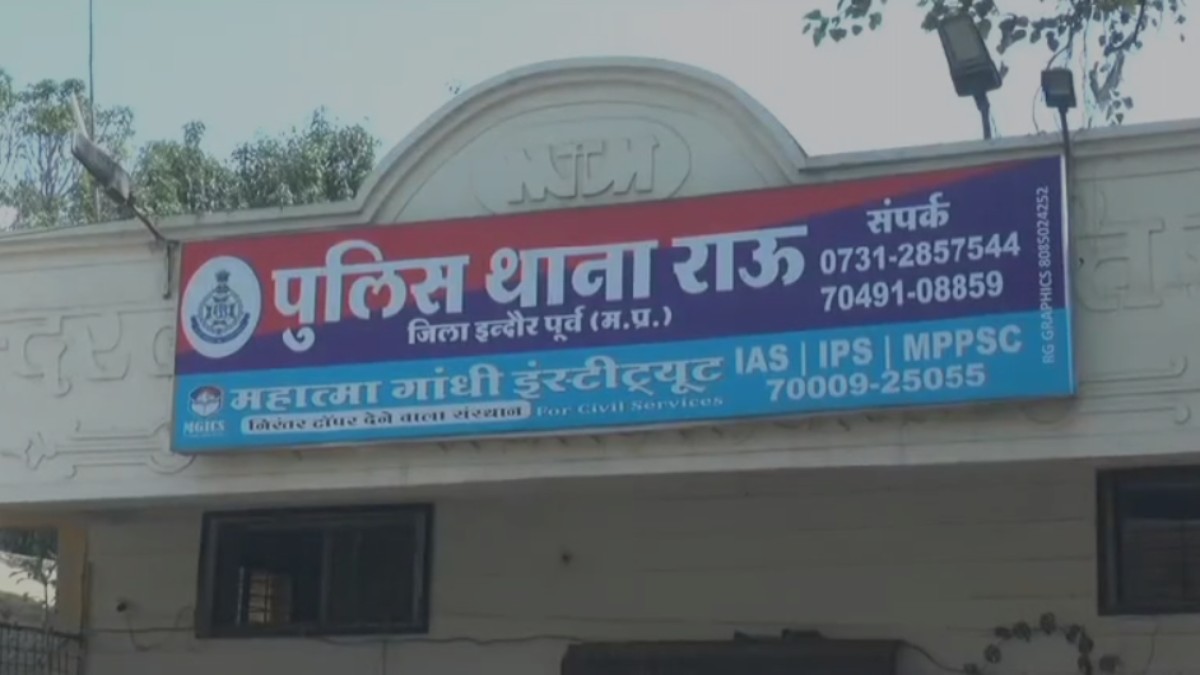 पुलिस थाना राऊ
जिला इन्दौर पूर्व (म.प्र.)
संपर्क
0731-2857544
70491-08859
RG GRAPHICS 8085024252
महात्मा गांधी इंस्टीट्रयूट
निरंतर टॉपर देने वाला संस्थान For Civil Services
MGICS
IAS | IPS | MPPSC
70009-25055